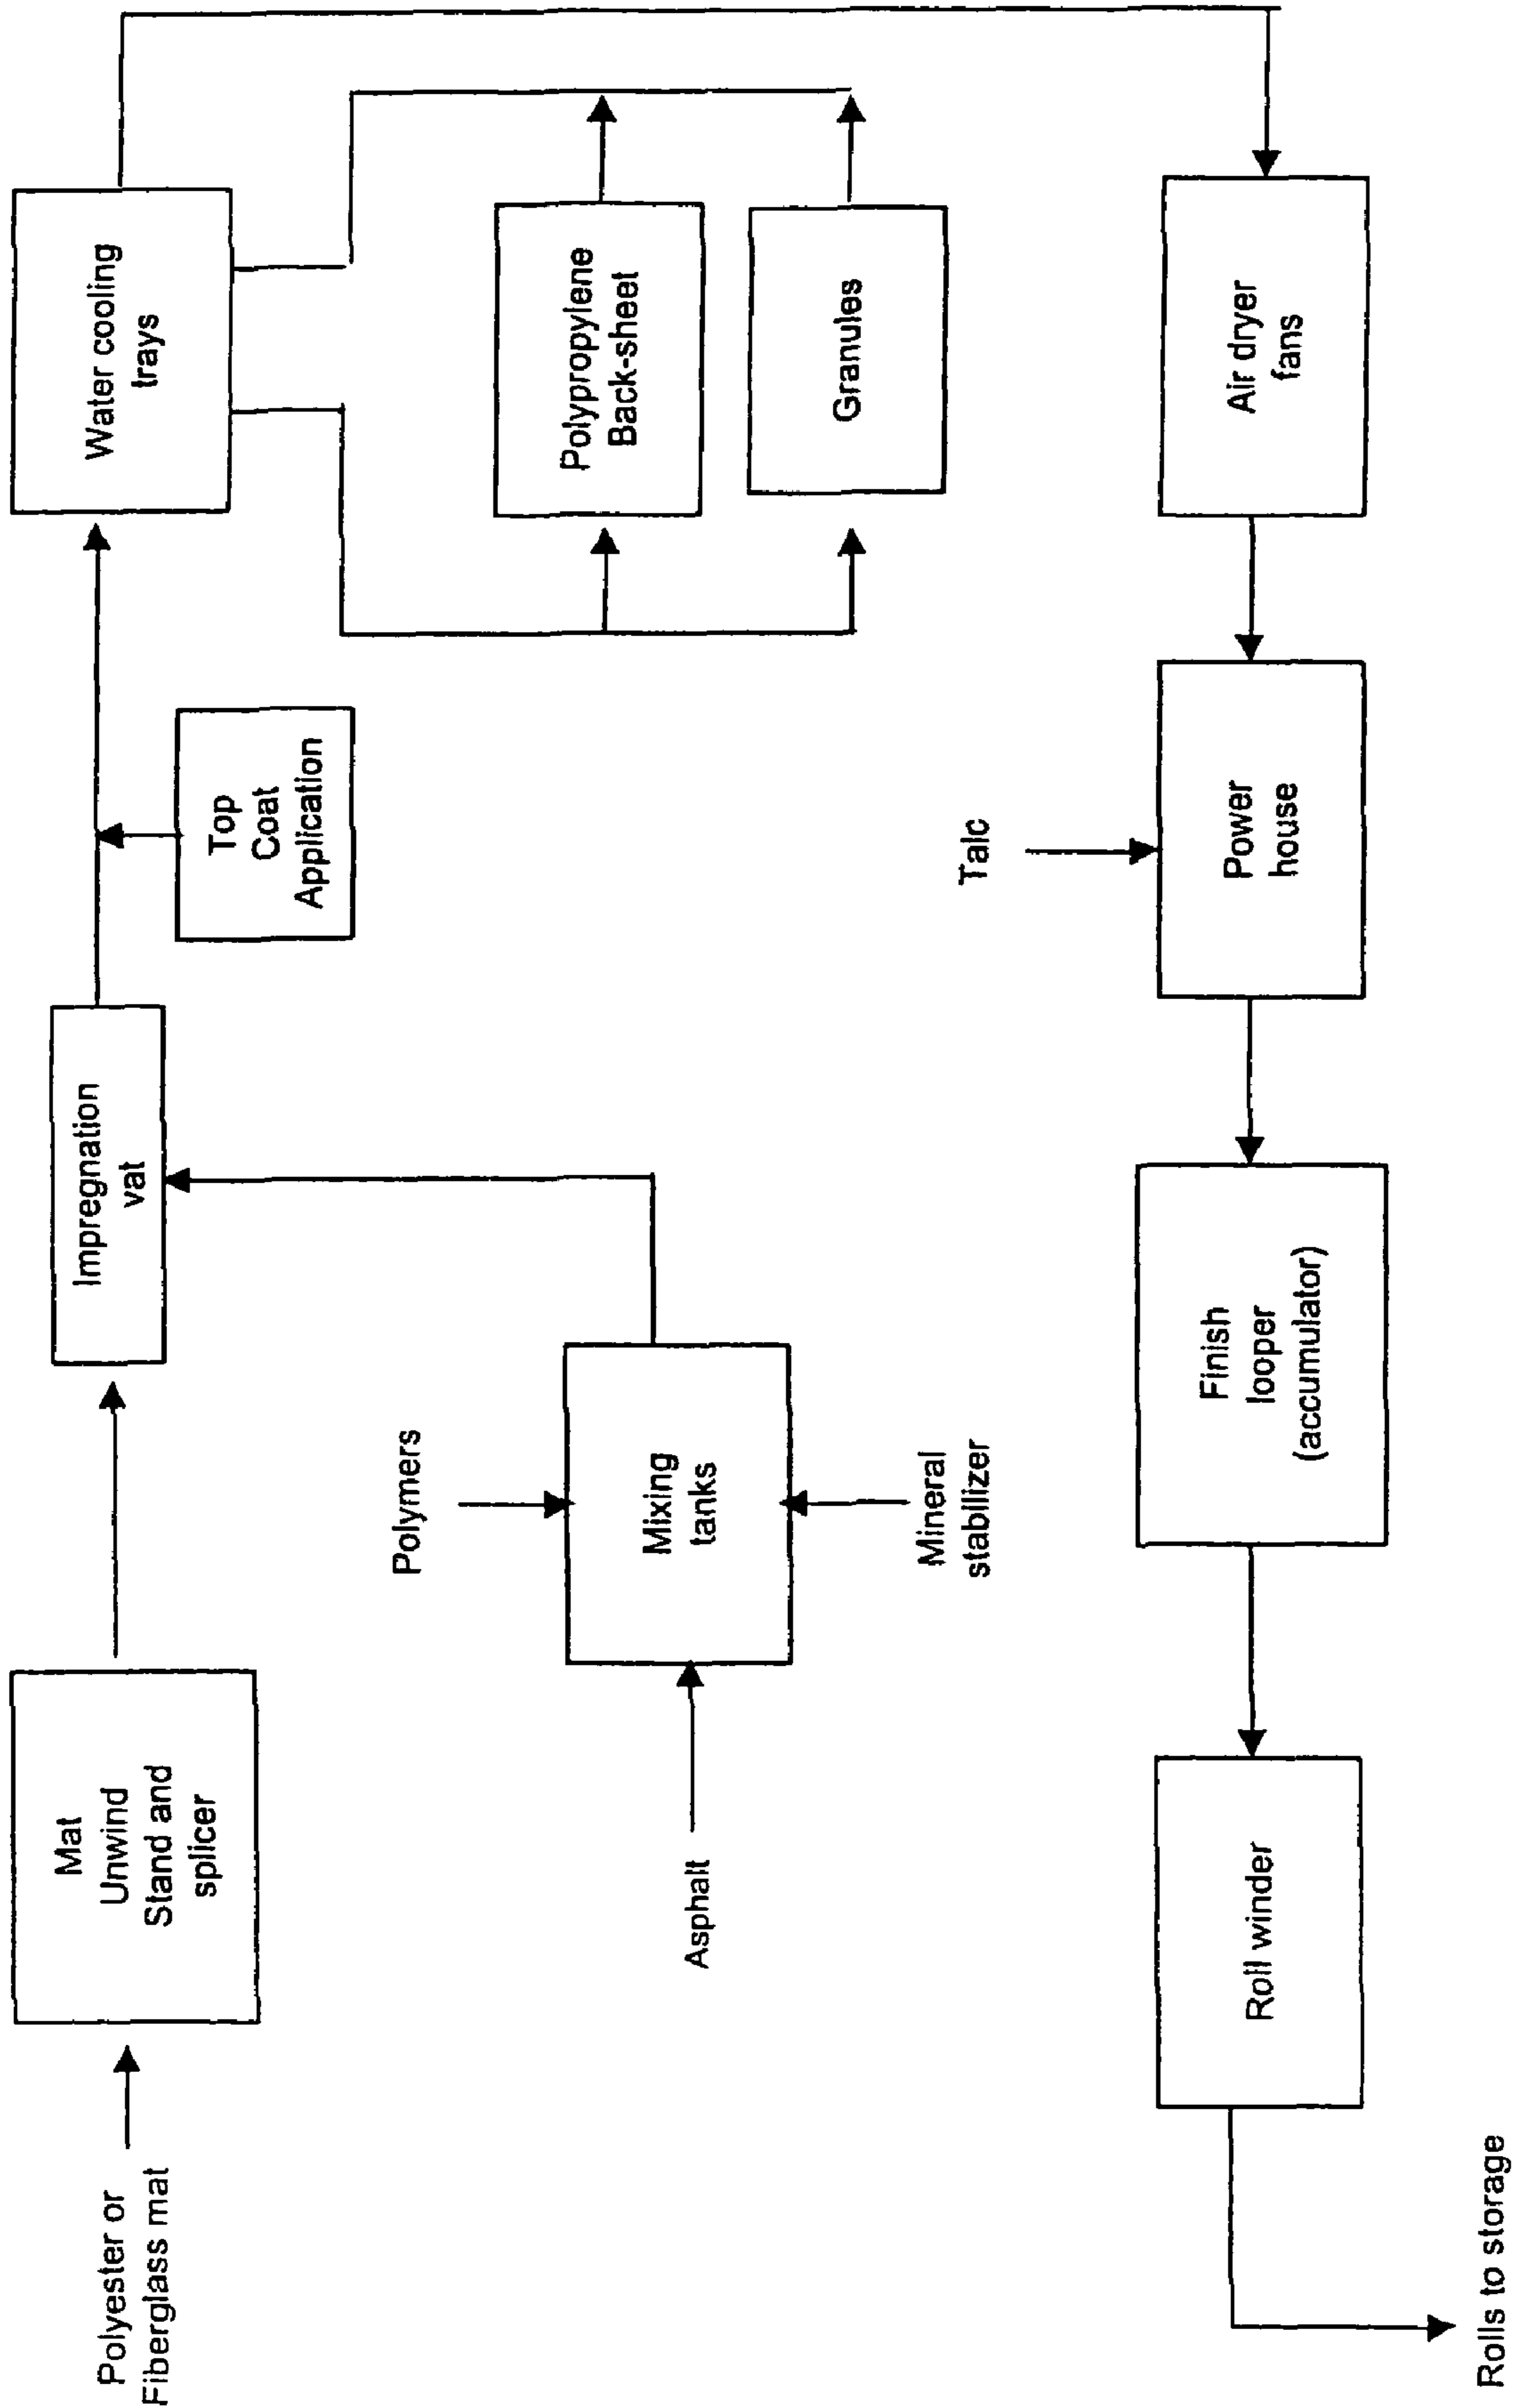 Polyester or
Fiberglass mat
Mat
Unwind
Stand and
splicer
Impregnation
vat
Top
Coat
Application
Water cooling
trays
Polymers
Asphalt
Mixing
tanks
Mineral
stabilizer
Polypropylene
Back-sheet
Granules
Talc
Roll winder
Finish
looper
(accumulator)
Power
house
Air dryer
fans
Rolls to storage